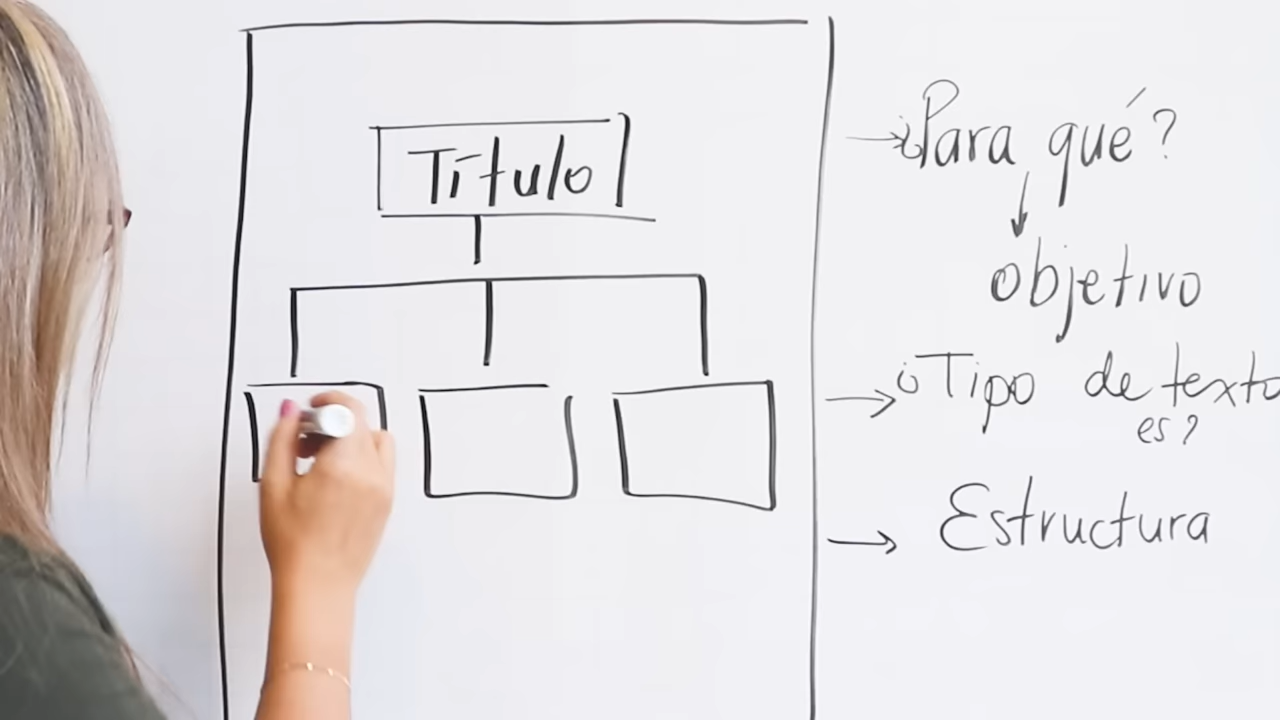 Título
¿Para qué?
objetivo
¿Tipo de texto
es?
Estructura